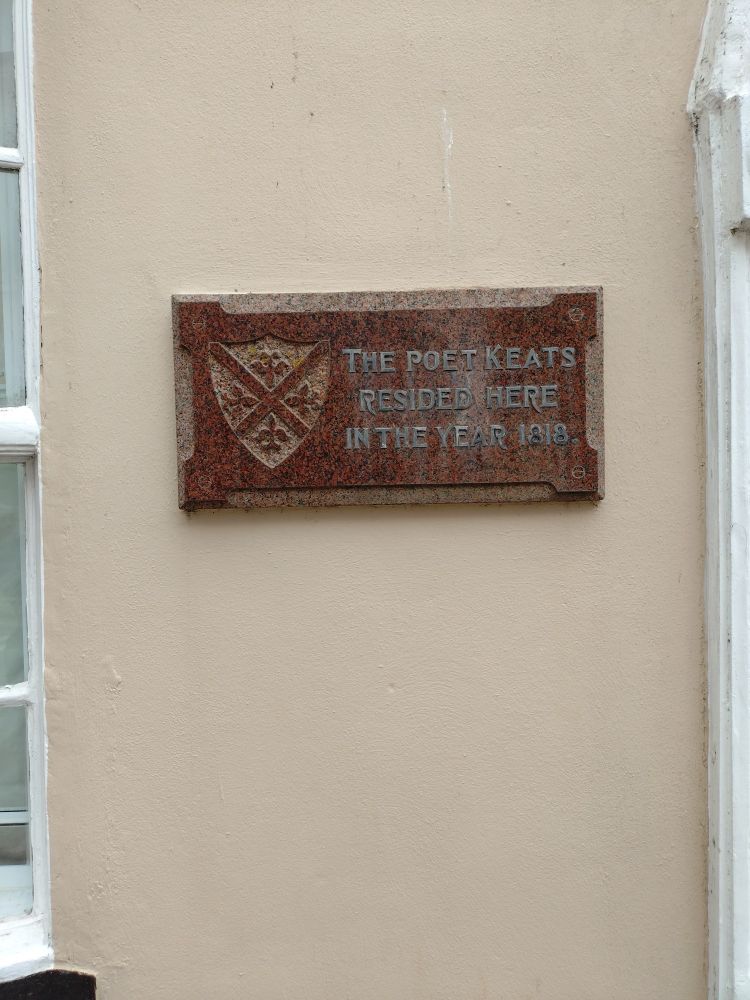 THE POET KEATS
RESIDED HERE
IN THE YEAR 1818.